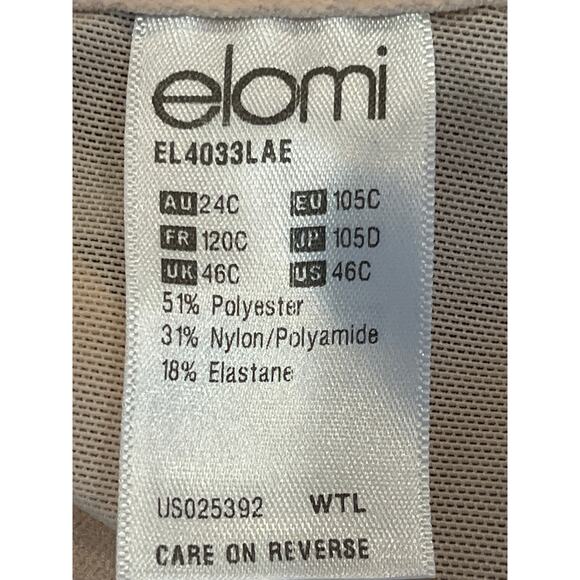 elomi
EL4033LAE
AU 24C EU 105C
FR 120C JP 105D
UK 46C US 46C
51% Polyester
31% Nylon/Polyamide
18% Elastane
US025392 WTL
CARE ON REVERSE